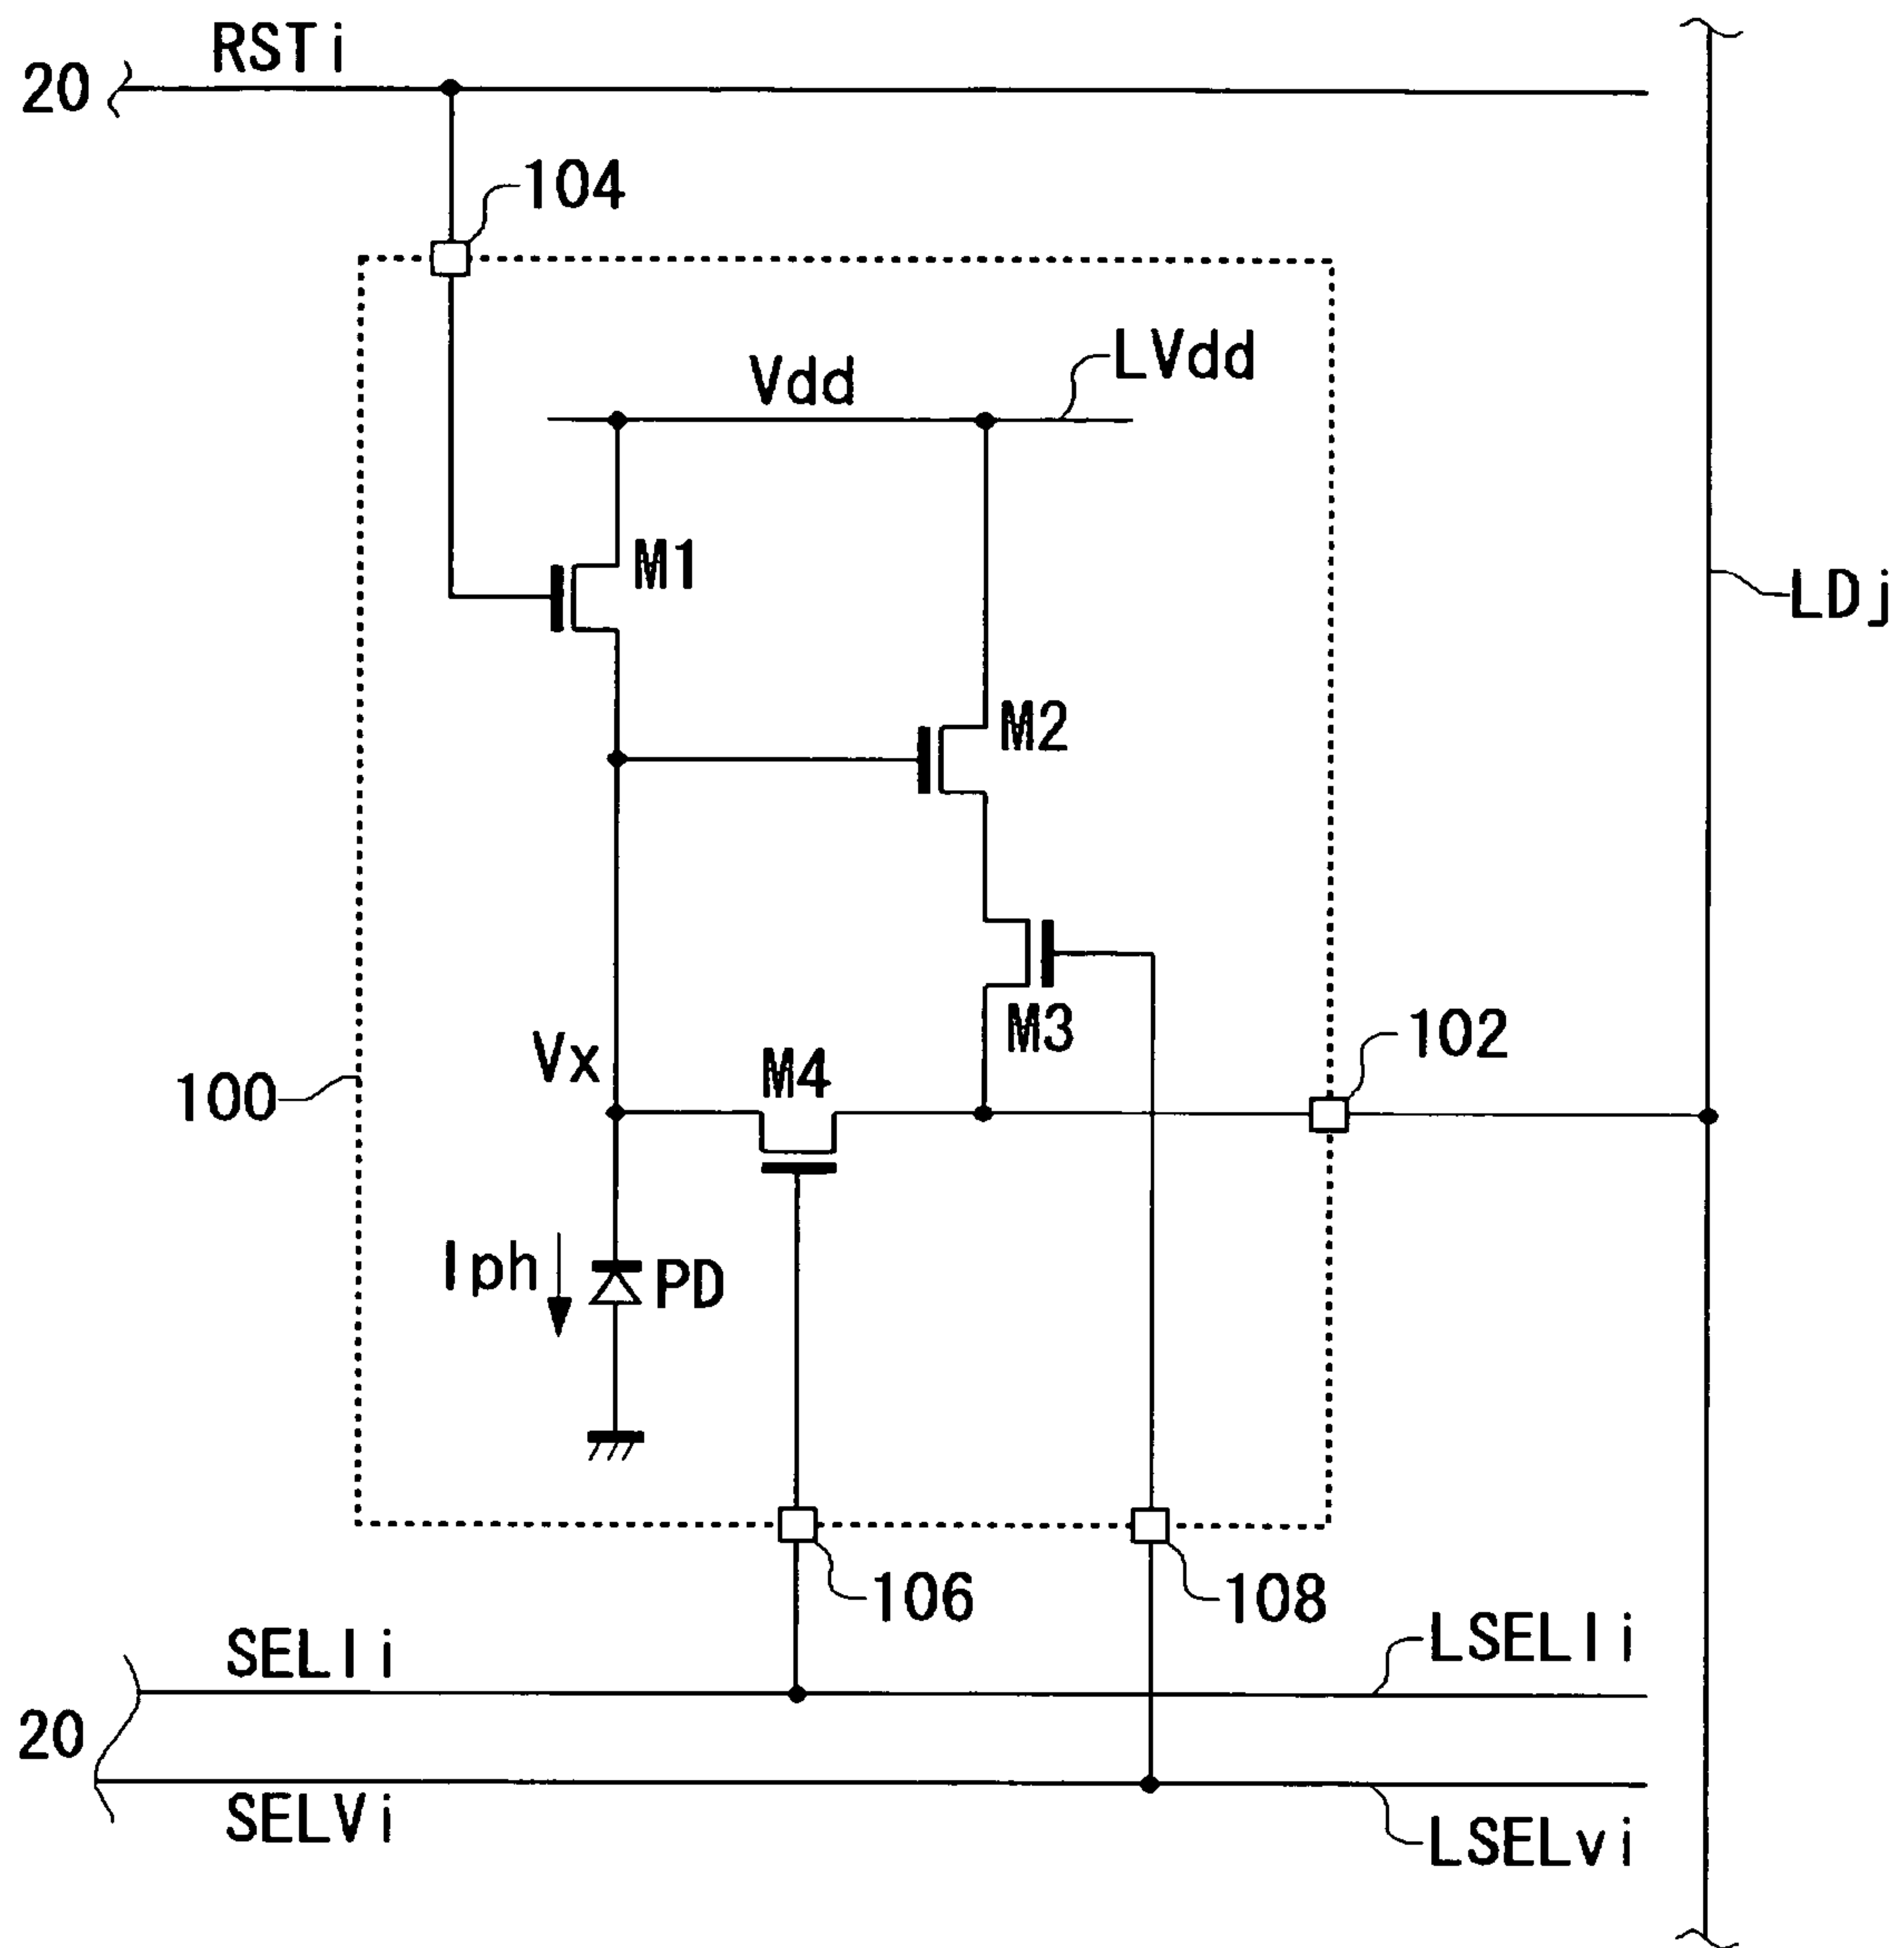 RSTi
20
104
Vdd
LVdd
M1
LDj
M2
M3
102
Vx
M4
100
Iph
PD
106
108
SELIi
LSELIi
20
SELVi
LSELvi